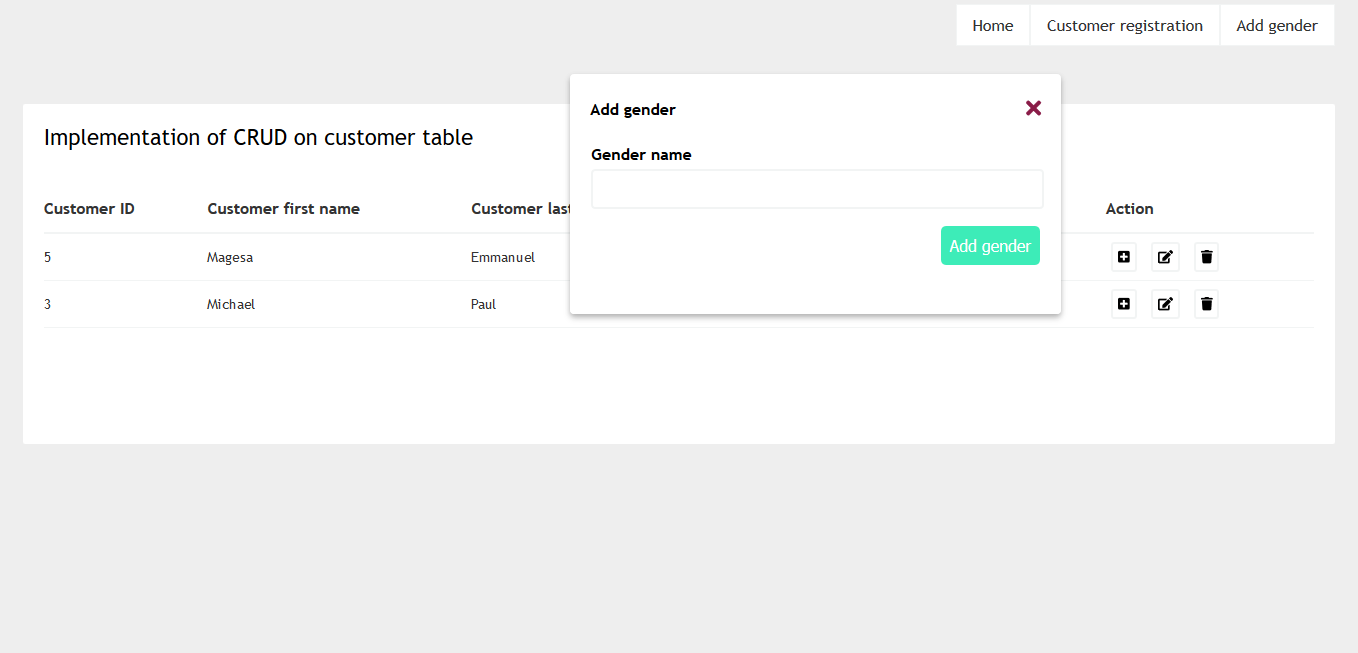 Home Customer registration Add gender
Add gender
Implementation of CRUD on customer table
Gender name
Customer ID Customer first name Customer las Action
Add gender
5 Magesa Emmanuel
3 Michael Paul